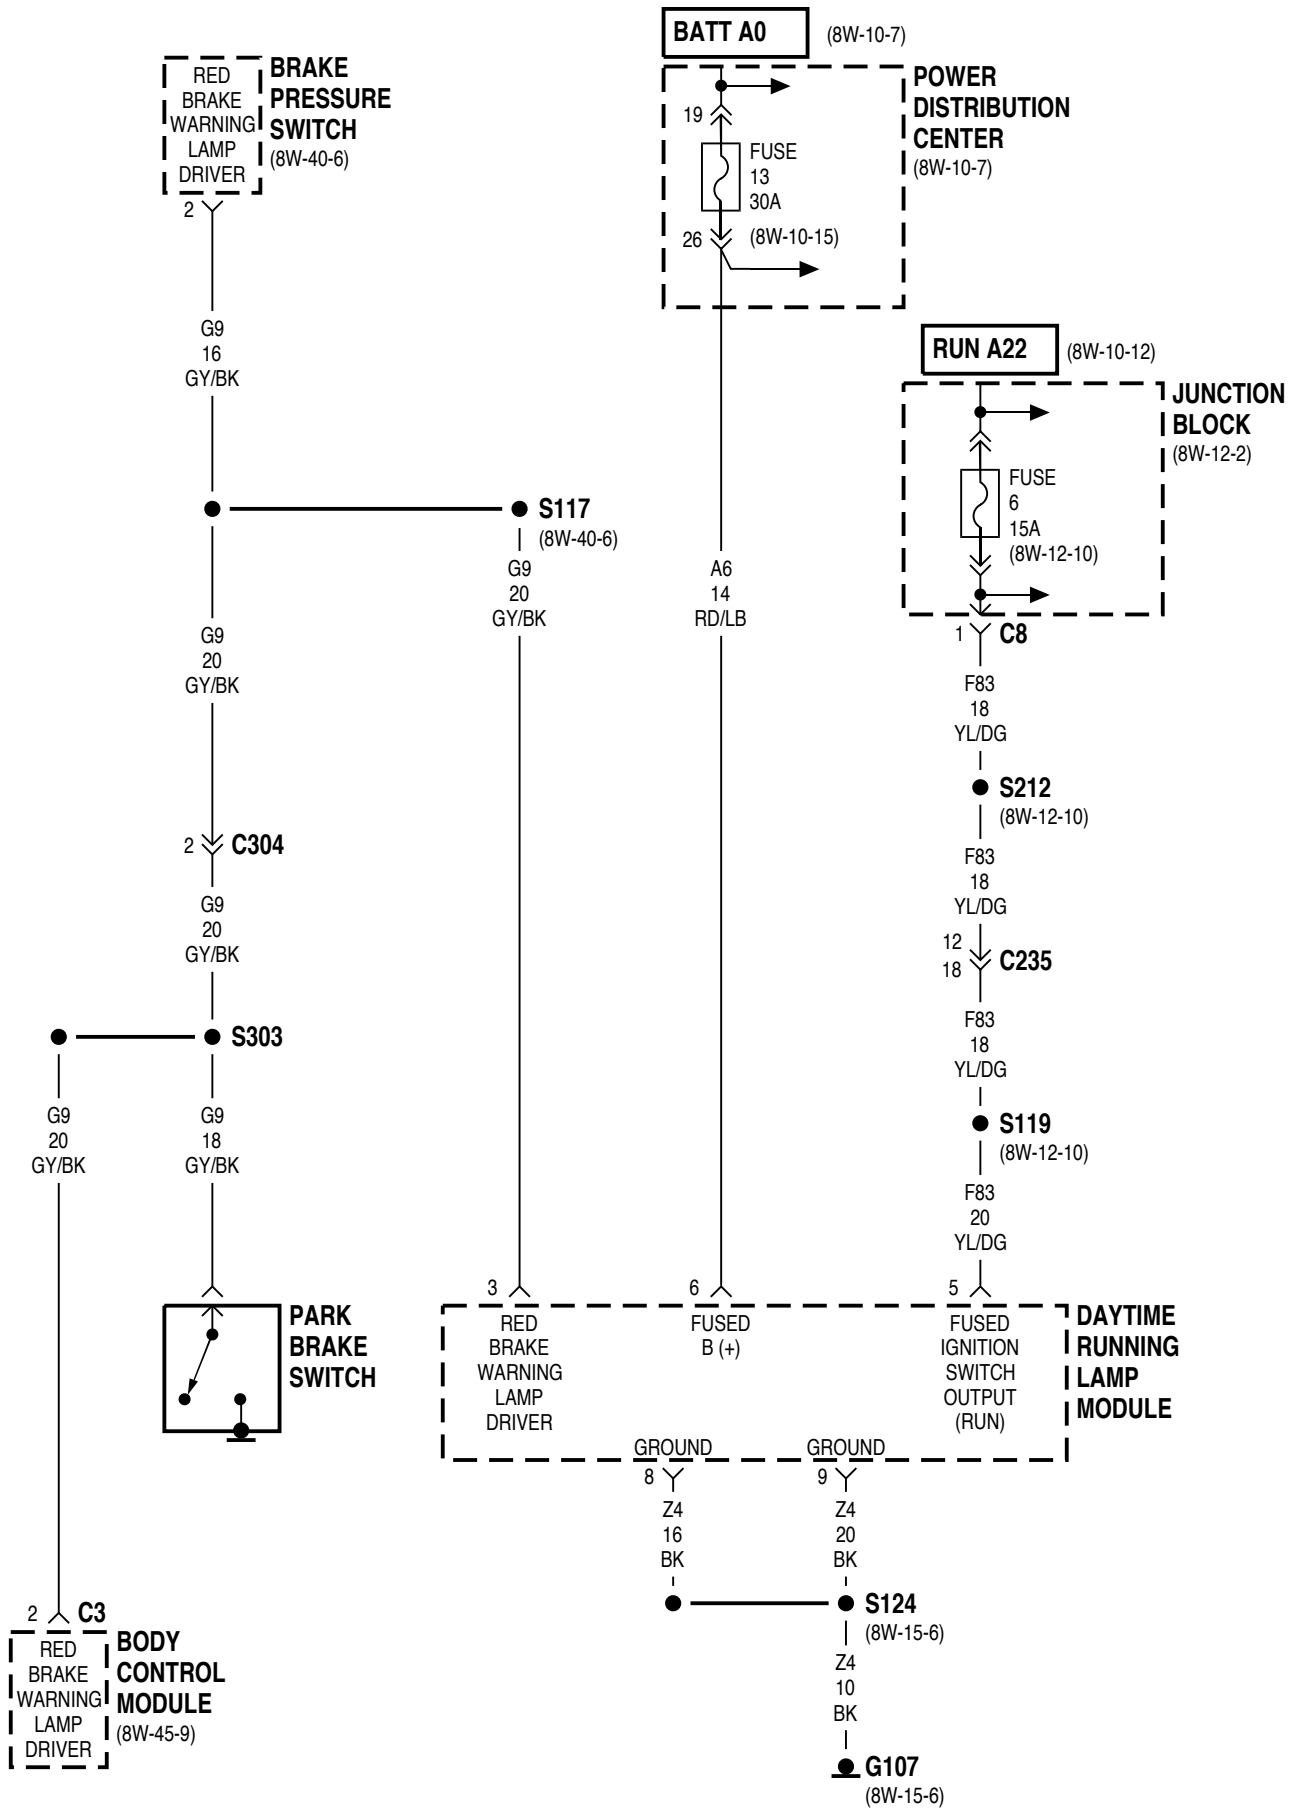 BATT A0
(8W-10-7)
RED
BRAKE
WARNING
LAMP
DRIVER
BRAKE
PRESSURE
SWITCH
(8W-40-6)
2
POWER
DISTRIBUTION
CENTER
(8W-10-7)
19
FUSE
13
30A
26
(8W-10-15)
G9
16
GY/BK
RUN A22
(8W-10-12)
JUNCTION
BLOCK
(8W-12-2)
FUSE
6
15A
(8W-12-10)
S117
(8W-40-6)
G9
20
GY/BK
A6
14
RD/LB
G9
20
GY/BK
1
C8
F83
18
YL/DG
S212
(8W-12-10)
2
C304
F83
18
YL/DG
G9
20
GY/BK
12
18
C235
S303
F83
18
YL/DG
G9
20
GY/BK
G9
18
GY/BK
S119
(8W-12-10)
F83
20
YL/DG
3
6
5
PARK
BRAKE
SWITCH
RED
BRAKE
WARNING
LAMP
DRIVER
FUSED
B (+)
FUSED
IGNITION
SWITCH
OUTPUT
(RUN)
DAYTIME
RUNNING
LAMP
MODULE
GROUND
GROUND
8
9
Z4
16
BK
Z4
20
BK
S124
(8W-15-6)
2
C3
RED
BRAKE
WARNING
LAMP
DRIVER
BODY
CONTROL
MODULE
(8W-45-9)
Z4
10
BK
G107
(8W-15-6)